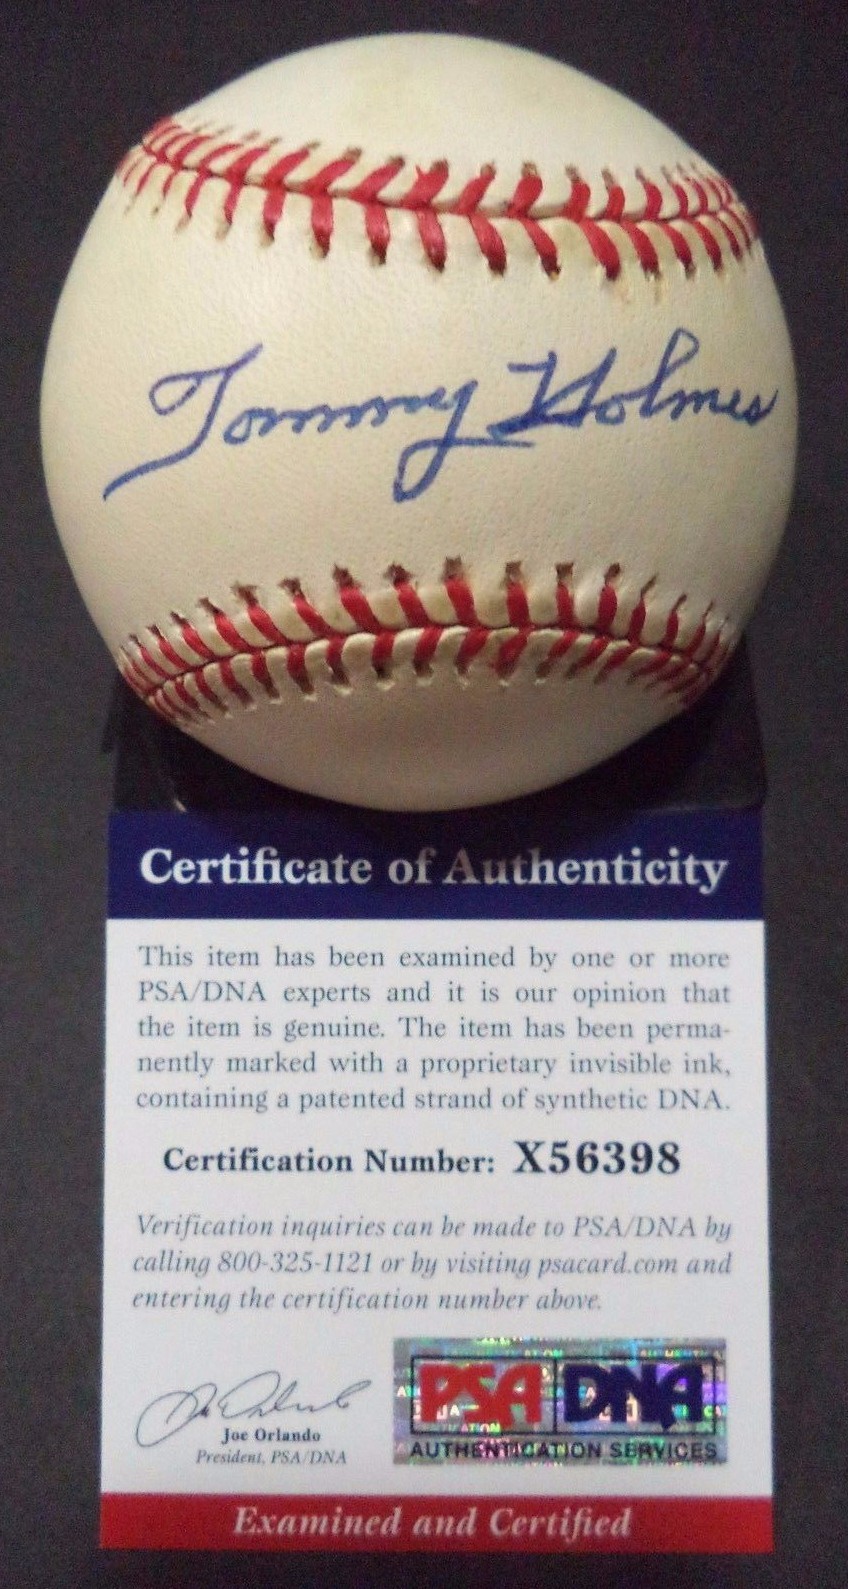 Tommy Holmes
Certificate of Authenticity
This item has been examined by one or more
PSA/DNA experts and it is our opinion that
the item is genuine. The item has been perma-
nently marked with a proprietary invisible ink,
containing a patented strand of synthetic DNA.
Certification Number: X56398
Verification inquiries can be made to PSA/DNA by
calling 800-325-1121 or by visiting psacard.com and
entering the certification number above.
Joe Orlando
President, PSA/DNA
PSA DNA
AUTHENTICATION SERVICES
Examined and Certified